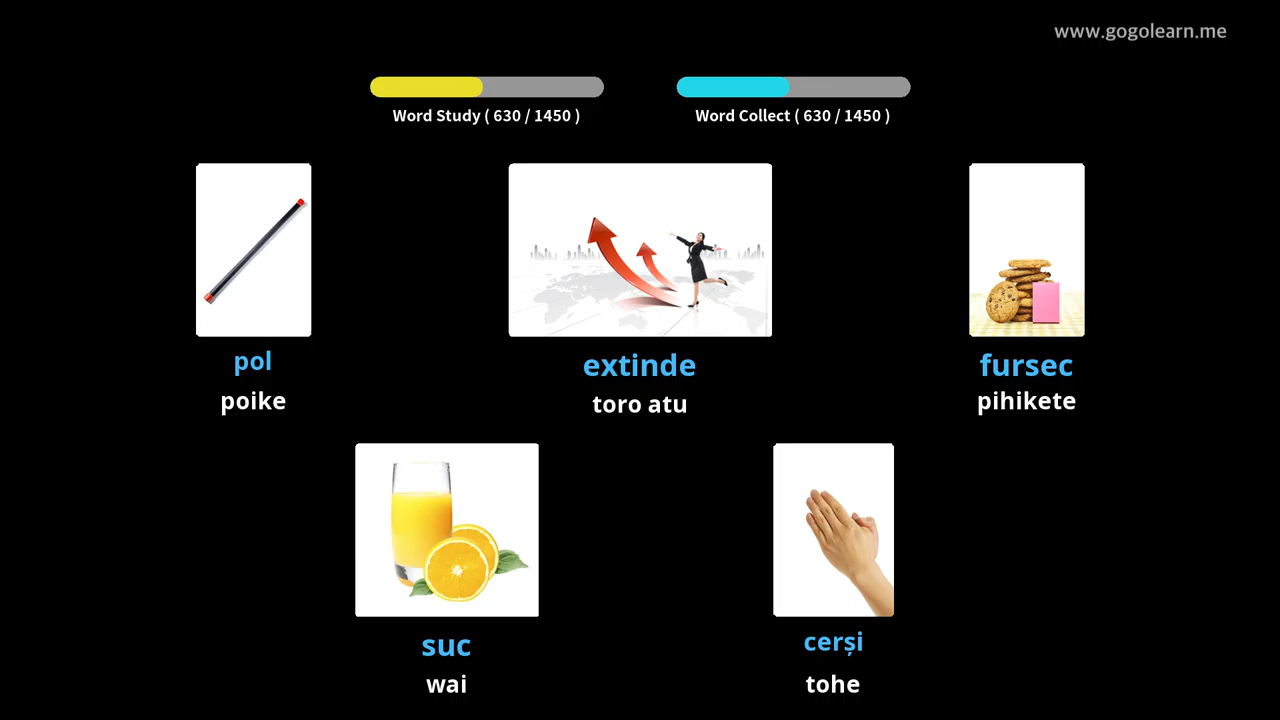 www.gogolearn.me
Word Study ( 630 / 1450 )
Word Collect ( 630 / 1450 )
pol
poike
extinde
toro atu
fursec
pihikete
suc
wai
cerși
tohe